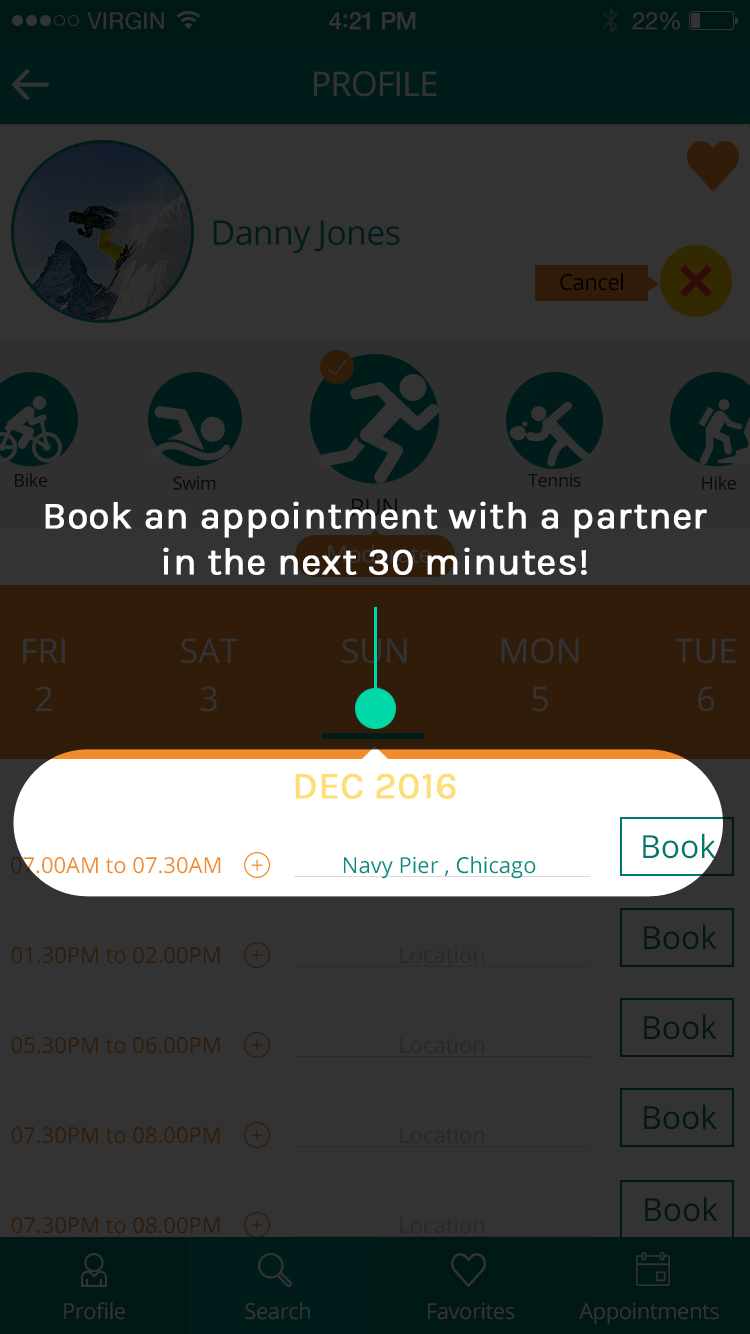 VIRGIN 4:21 PM 22%
PROFILE
Danny Jones
Cancel
Bike Swim RUN Tennis Hike
Book an appointment with a partner
in the next 30 minutes!
Moderate
FRI SAT SUN MON TUE
2 3 5 6
DEC 2016
07.00AM to 07.30AM Navy Pier , Chicago Book
01.30PM to 02.00PM Location Book
05.30PM to 06.00PM Location Book
07.30PM to 08.00PM Location Book
07.30PM to 08.00PM Location Book
Profile Search Favorites Appointments